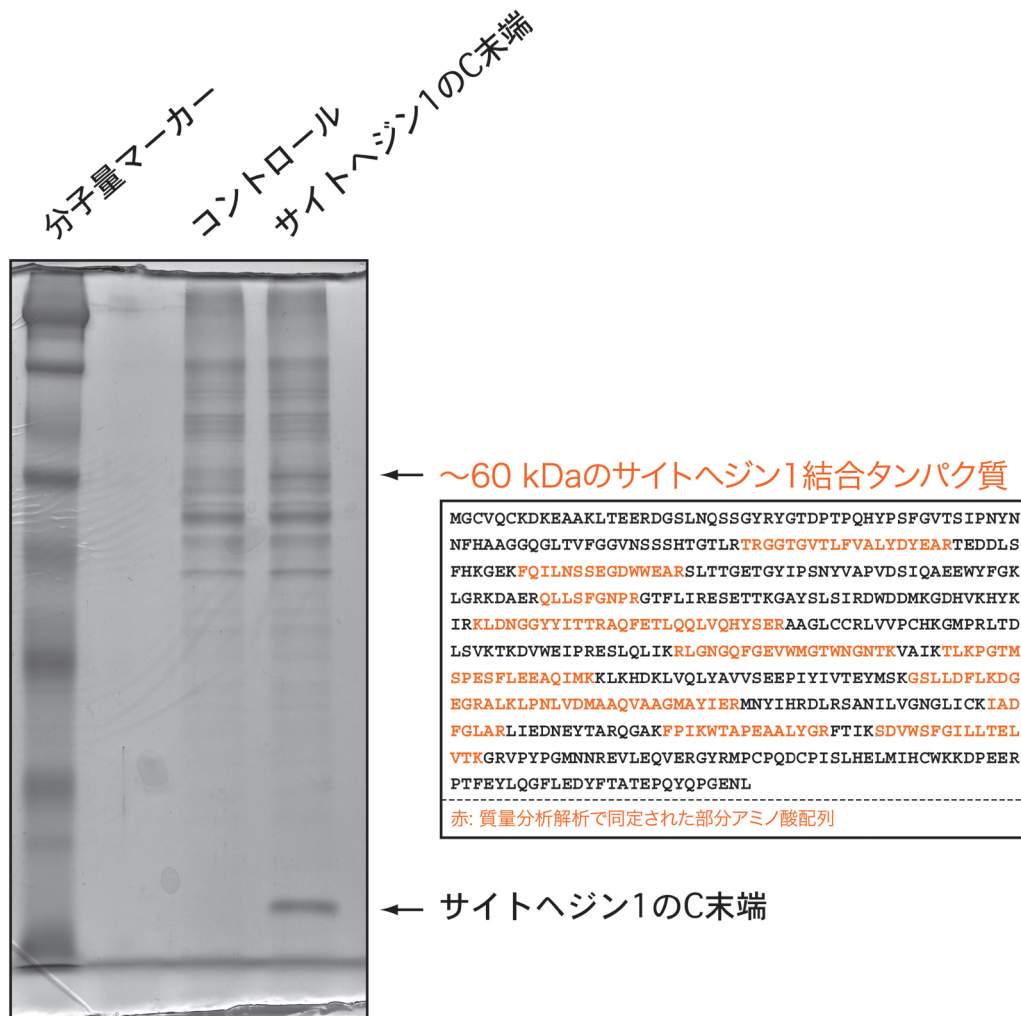 分子量マーカー
コントロール
サイトヘジン1のC末端
～60 kDaのサイトヘジン1結合タンパク質
MGCVQCKDKEAAKLTEERDGSLNQSSGYRYGTDPTPQHYPSFGVTSIPNYN
NFHAAGGQGLTVFGGVNSSSHTGTLRTRGGTGVTLFVALYDYEARTEDDLS
FHKGEKFQILNSSEGDWWEARSLTTGETGYIPSNYVAPVDSIQAEEWYFGK
LGRKDAERQLLSFGNPRGTFLIRESETTKGAYSLSIRDWDDMKGDHVKHYK
IRKLDNGGYYITTRAQFETLQQLVQHYSERAAGLCCRLVVPCHKGMPRLTD
LSVKTKDVWEIPRESLQLIKRLGNGQFGEVWMGTWNGNTKVAIKTLKPGTM
SPESFLEEAQIMKKLKHDKLVQLYAVVSEEPIYIVTEYMSKGSLLDFLKDG
EGRALKLPNLVDMAAQVAAGMAYIERMNYIHRDLRSANILVGNGLICKIAD
FGLARLIEDNEYTARQGAKFPIKWTAPEAALYGRFTIKSDVWSFGILLTEL
VTKGRVPYPGMNNREVLEQVERGYRMPCPQDCPISLHELMIHCWKKDPEER
PTFEYLQGFLEDYFTATEPQYQPGENL
赤: 質量分析解析で同定された部分アミノ酸配列
サイトヘジン1のC末端